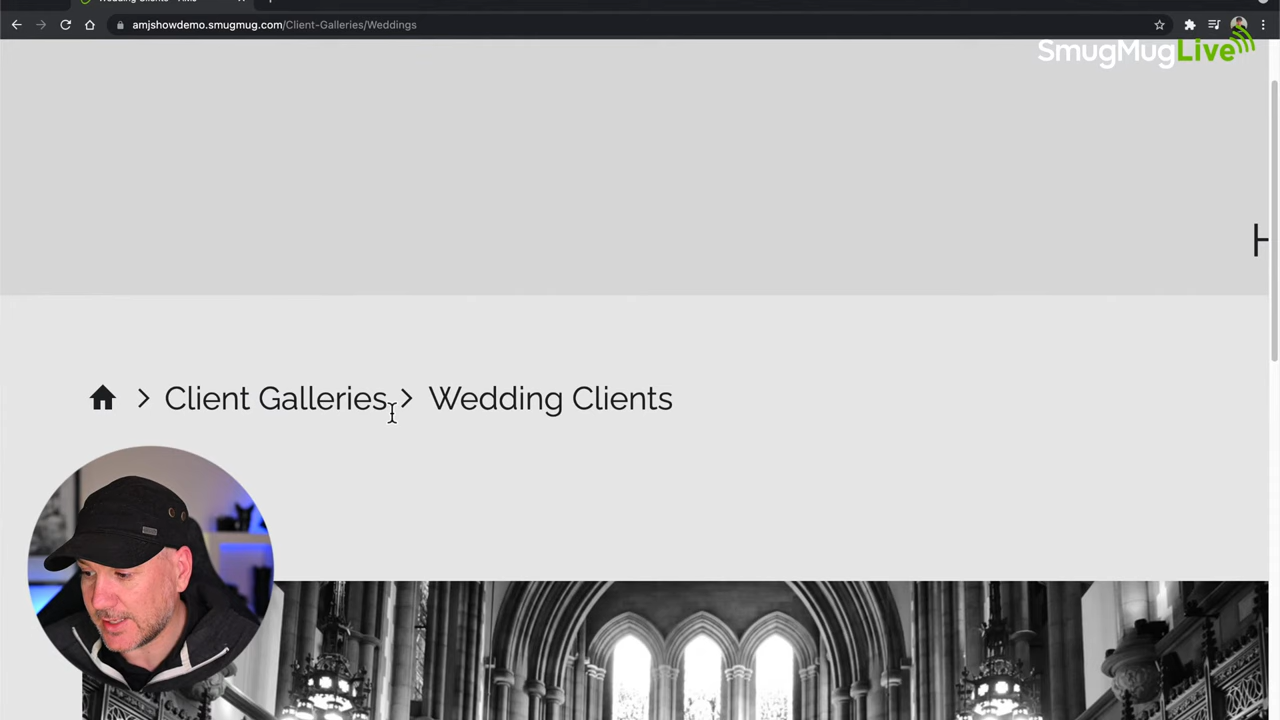 amjshowdemo.smugmug.com/Client-Galleries/Weddings
SmugMugLive
H
Client Galleries
Wedding Clients